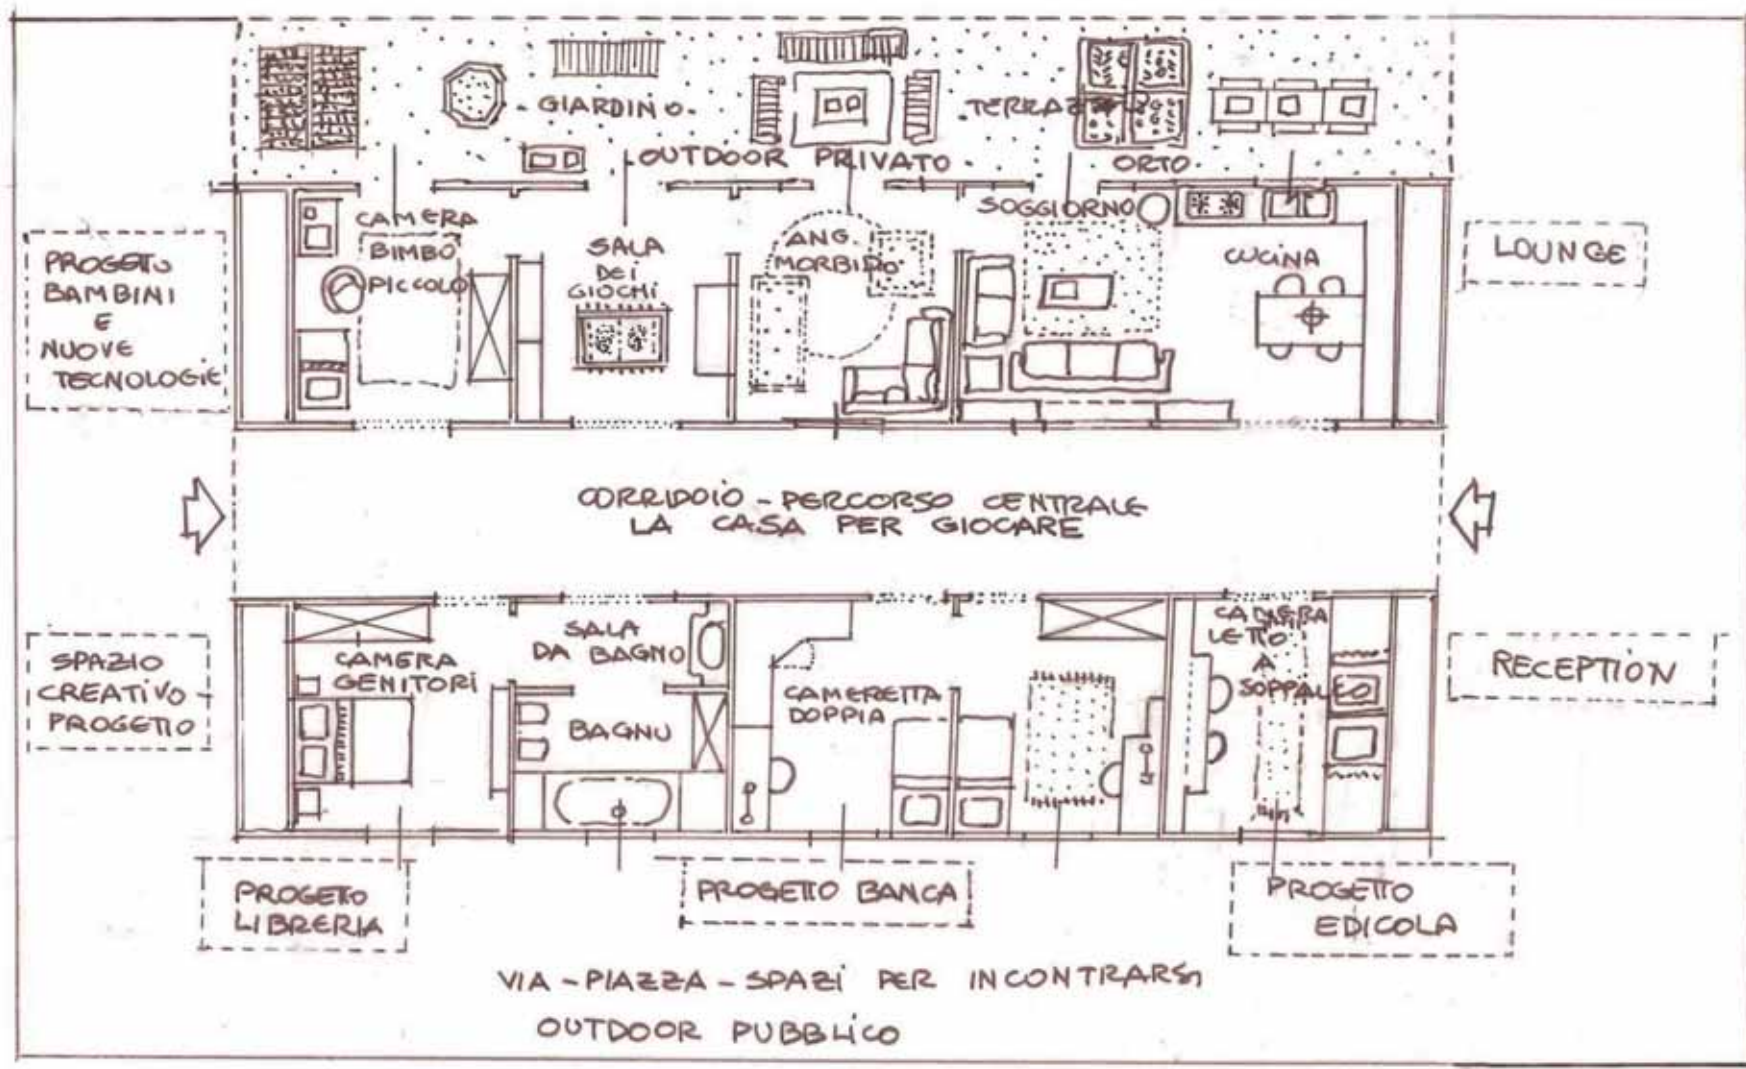 GIARDINO
TERRAZZO
OUTDOOR PRIVATO
ORTO
CAMERA
BIMBO
PICCOLO
SALA
DEI
GIOCHI
ANG.
MORBIDO
SOGGIORNO
CUCINA
PROGETTO
BAMBINI
E
NUOVE
TECNOLOGIE
LOUNGE
CORRIDOIO - PERCORSO CENTRALE
LA CASA PER GIOCARE
SPAZIO
CREATIVO -
PROGETTO
CAMERA
GENITORI
SALA
DA BAGNO
BAGNO
CAMERETTA
DOPPIA
CAMERA
LETTO
A
SOPPALCO
RECEPTION
PROGETTO
LIBRERIA
PROGETTO BANCA
PROGETTO
EDICOLA
VIA - PIAZZA - SPAZI PER INCONTRARSI
OUTDOOR PUBBLICO